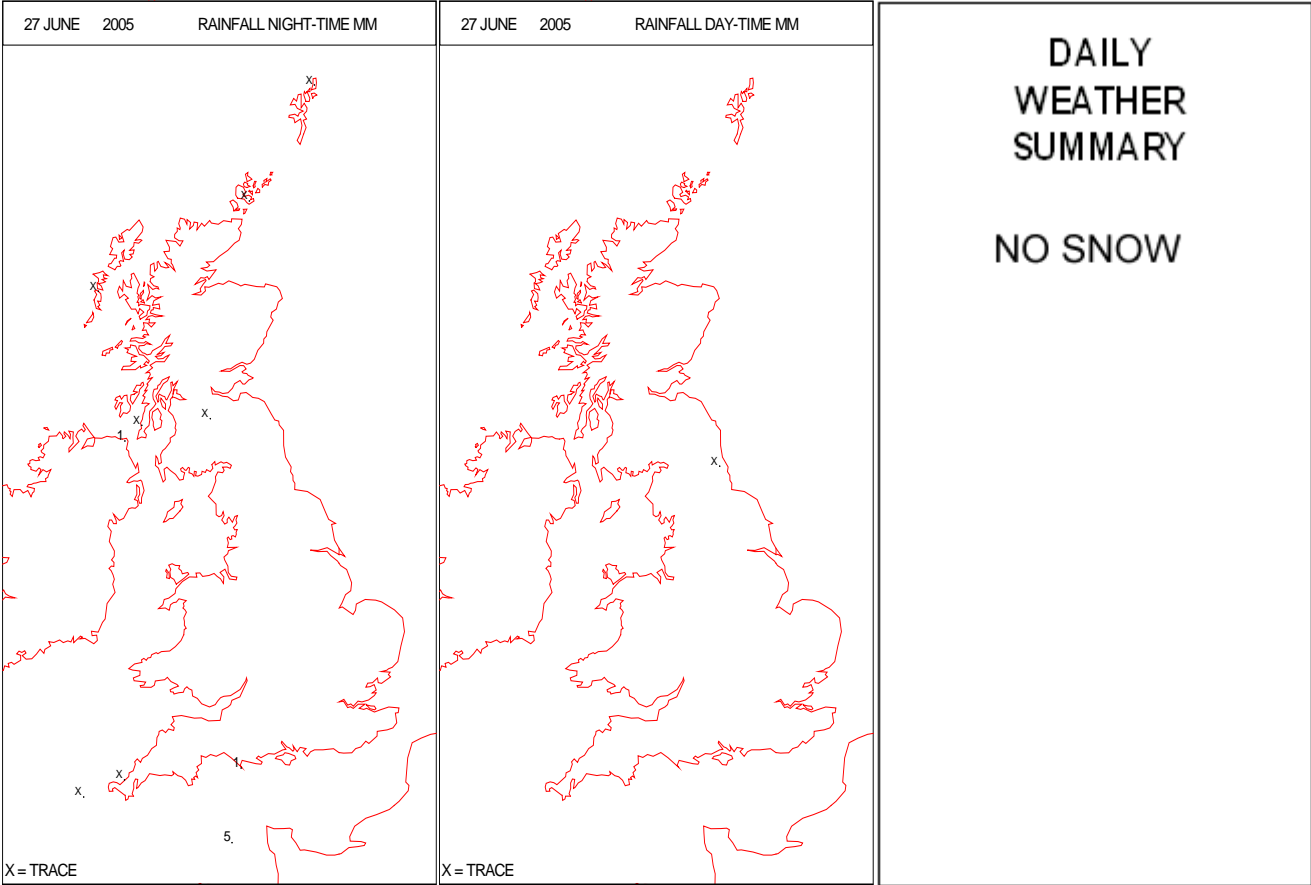 27 JUNE 2005 RAINFALL NIGHT-TIME MM
X.
X.
X.
X.
X.
1.
1.
X.
X.
5.
X = TRACE
27 JUNE 2005 RAINFALL DAY-TIME MM
X.
X = TRACE
DAILY
WEATHER
SUMMARY
NO SNOW